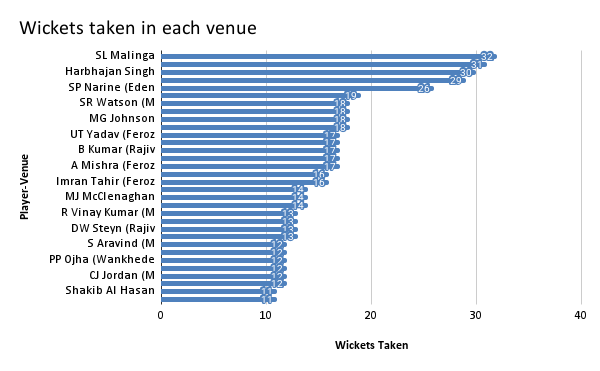 Wickets taken in each venue
SL Malinga 32
31
Harbhajan Singh 30
29
SP Narine (Eden 26
19
SR Watson (M 18
18
MG Johnson 18
18
UT Yadav (Feroz 17
17
B Kumar (Rajiv 17
17
A Mishra (Feroz 17
16
Imran Tahir (Feroz 16
14
MJ McClenaghan 14
14
R Vinay Kumar (M 13
13
DW Steyn (Rajiv 13
13
S Aravind (M 12
12
PP Ojha (Wankhede 12
12
CJ Jordan (M 12
12
Shakib Al Hasan 11
11
Player-Venue
0 10 20 30 40
Wickets Taken